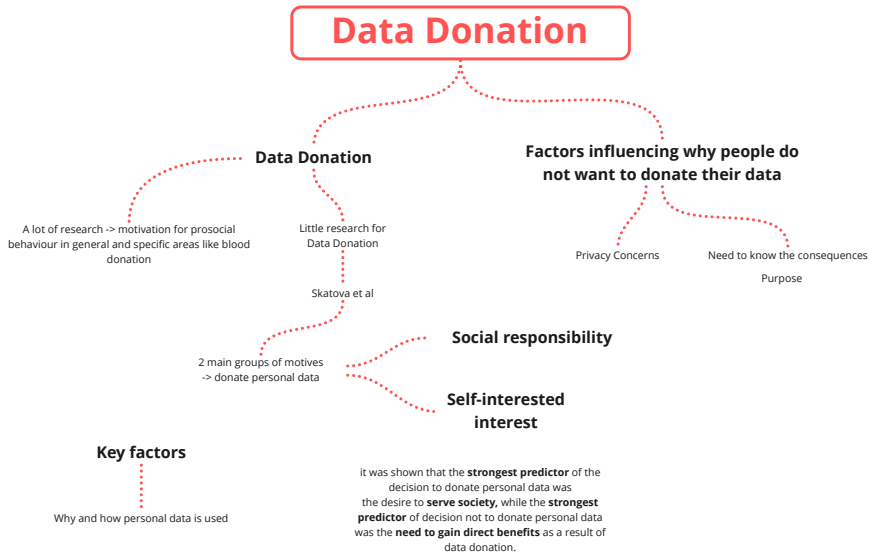 Data Donation
Data Donation
Factors influencing why people do
not want to donate their data
A lot of research -> motivation for prosocial
behaviour in general and specific areas like blood
donation
Little research for
Data Donation
Privacy Concerns
Need to know the consequences
Purpose
Skatova et al
2 main groups of motives
-> donate personal data
Social responsibility
Self-interested
interest
Key factors
Why and how personal data is used
it was shown that the strongest predictor of the
decision to donate personal data was
the desire to serve society, while the strongest
predictor of decision not to donate personal data
was the need to gain direct benefits as a result of
data donation.